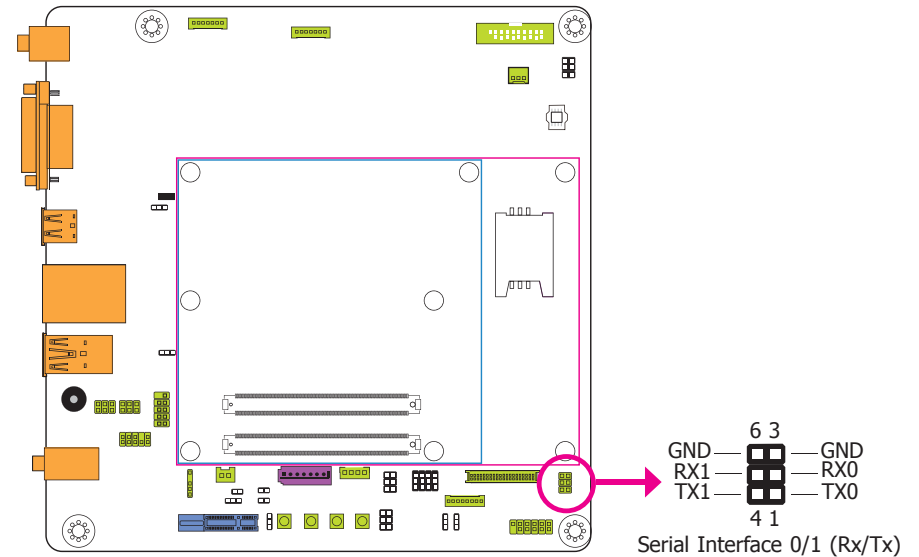 6 3
GND GND
RX1 RX0
TX1 TX0
4 1
Serial Interface 0/1 (Rx/Tx)